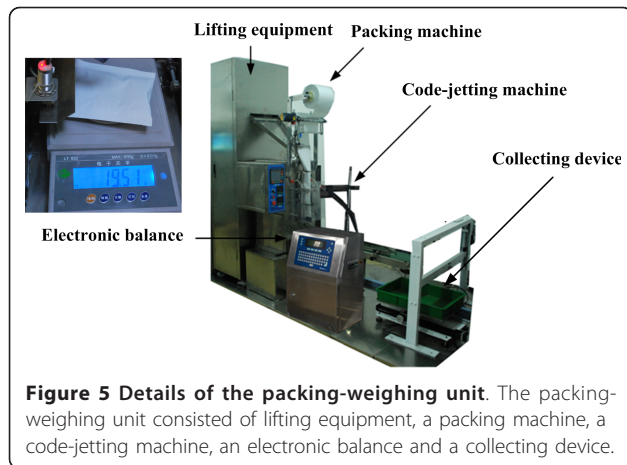 Lifting equipment
Packing machine
Code-jetting machine
Collecting device
Electronic balance
1951
Figure 5 Details of the packing-weighing unit. The packing-
weighing unit consisted of lifting equipment, a packing machine, a
code-jetting machine, an electronic balance and a collecting device.